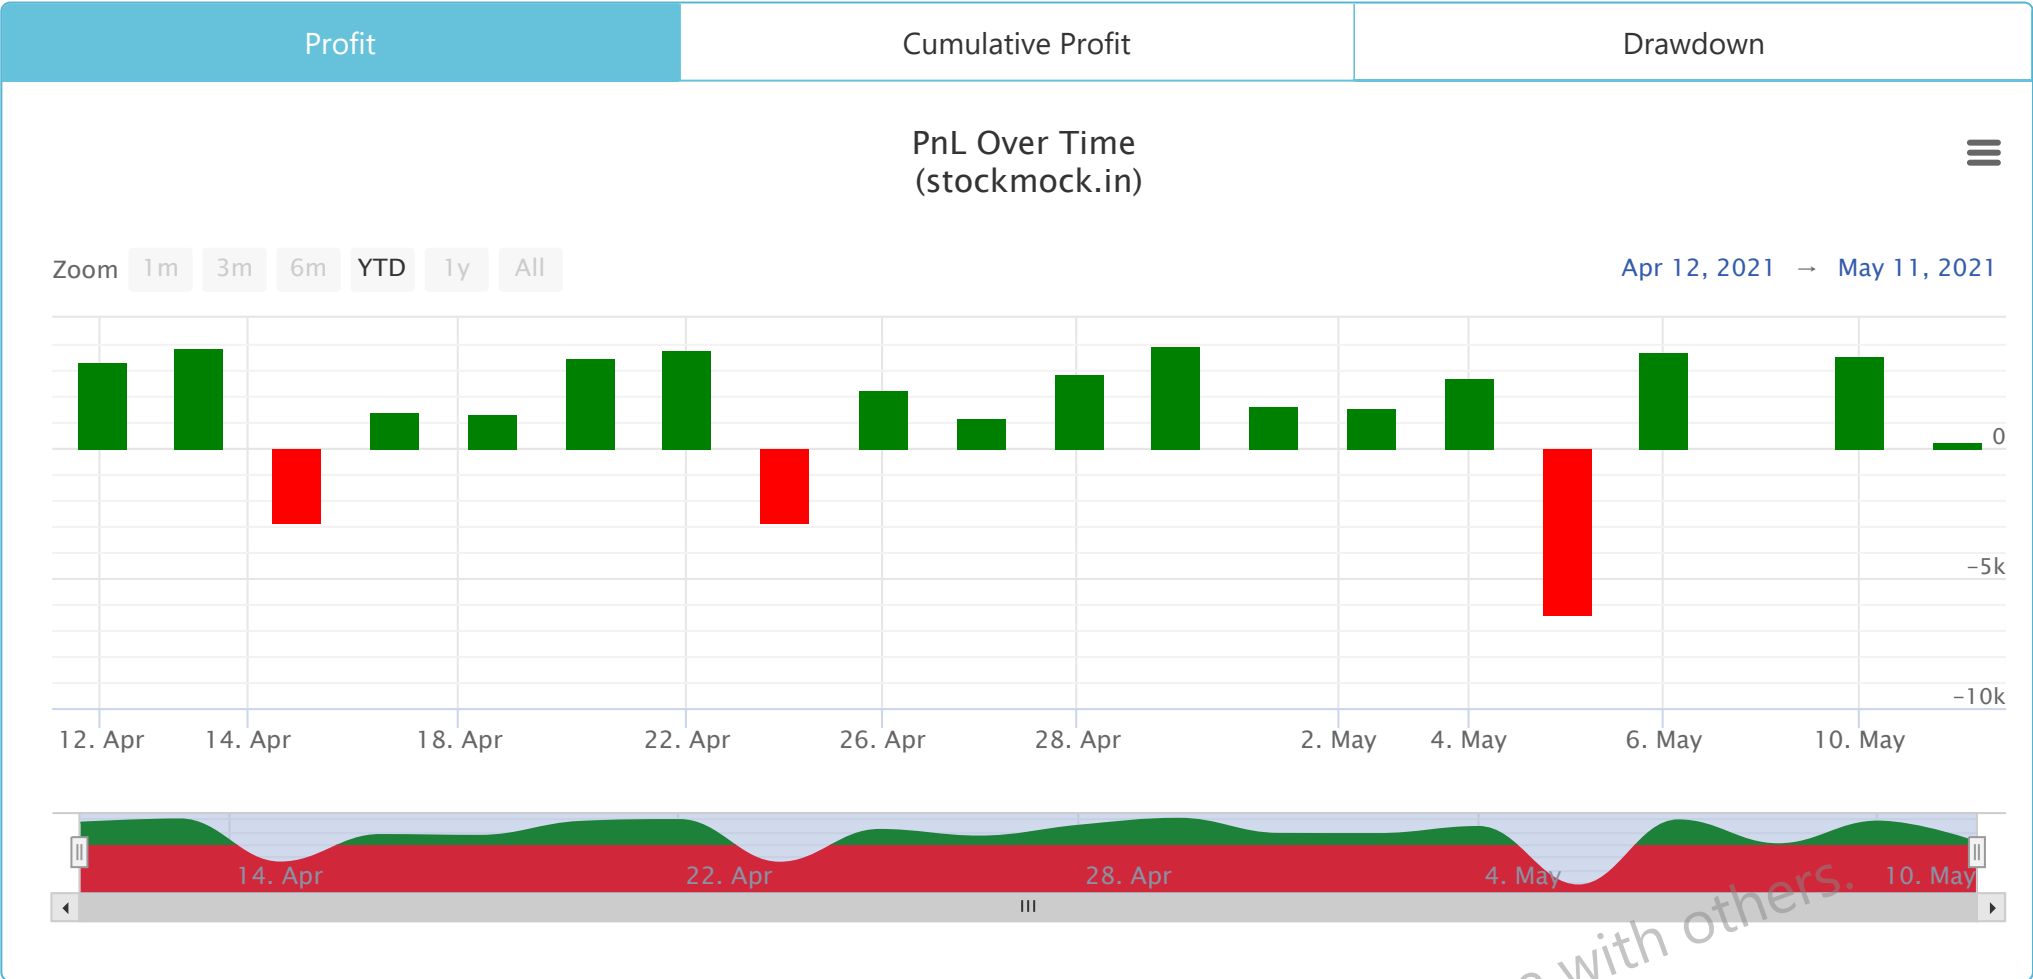 Profit Cumulative Profit Drawdown
PnL Over Time
(stockmock.in)
Zoom 1m 3m 6m YTD 1y All Apr 12, 2021 → May 11, 2021
0
-5k
-10k
12. Apr 14. Apr 18. Apr 22. Apr 26. Apr 28. Apr 2. May 4. May 6. May 10. May
14. Apr 22. Apr 28. Apr 4. May 10. May
with others.